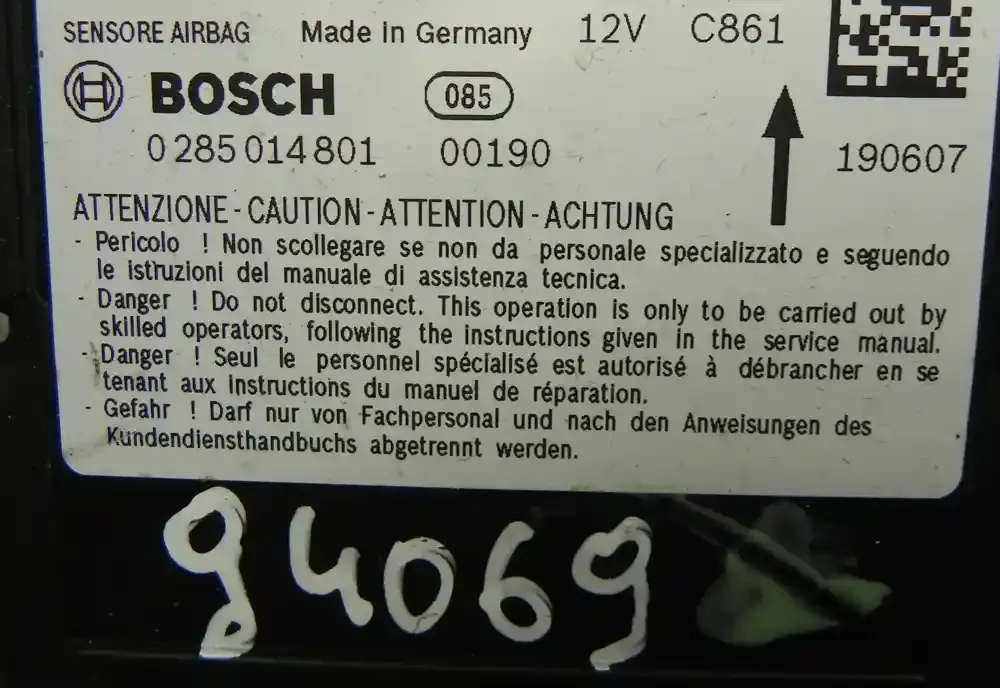 SENSORE AIRBAG Made in Germany 12V C861
BOSCH 085
0 285 014 801 00190 190607
ATTENZIONE - CAUTION - ATTENTION - ACHTUNG
- Pericolo ! Non scollegare se non da personale specializzato e seguendo
le istruzioni del manuale di assistenza tecnica.
- Danger ! Do not disconnect. This operation is only to be carried out by
skilled operators, following the instructions given in the service manual.
- Danger ! Seul le personnel spécialisé est autorisé à débrancher en se
tenant aux instructions du manuel de réparation.
- Gefahr ! Darf nur von Fachpersonal und nach den Anweisungen des
Kundendiensthandbuchs abgetrennt werden.
94069